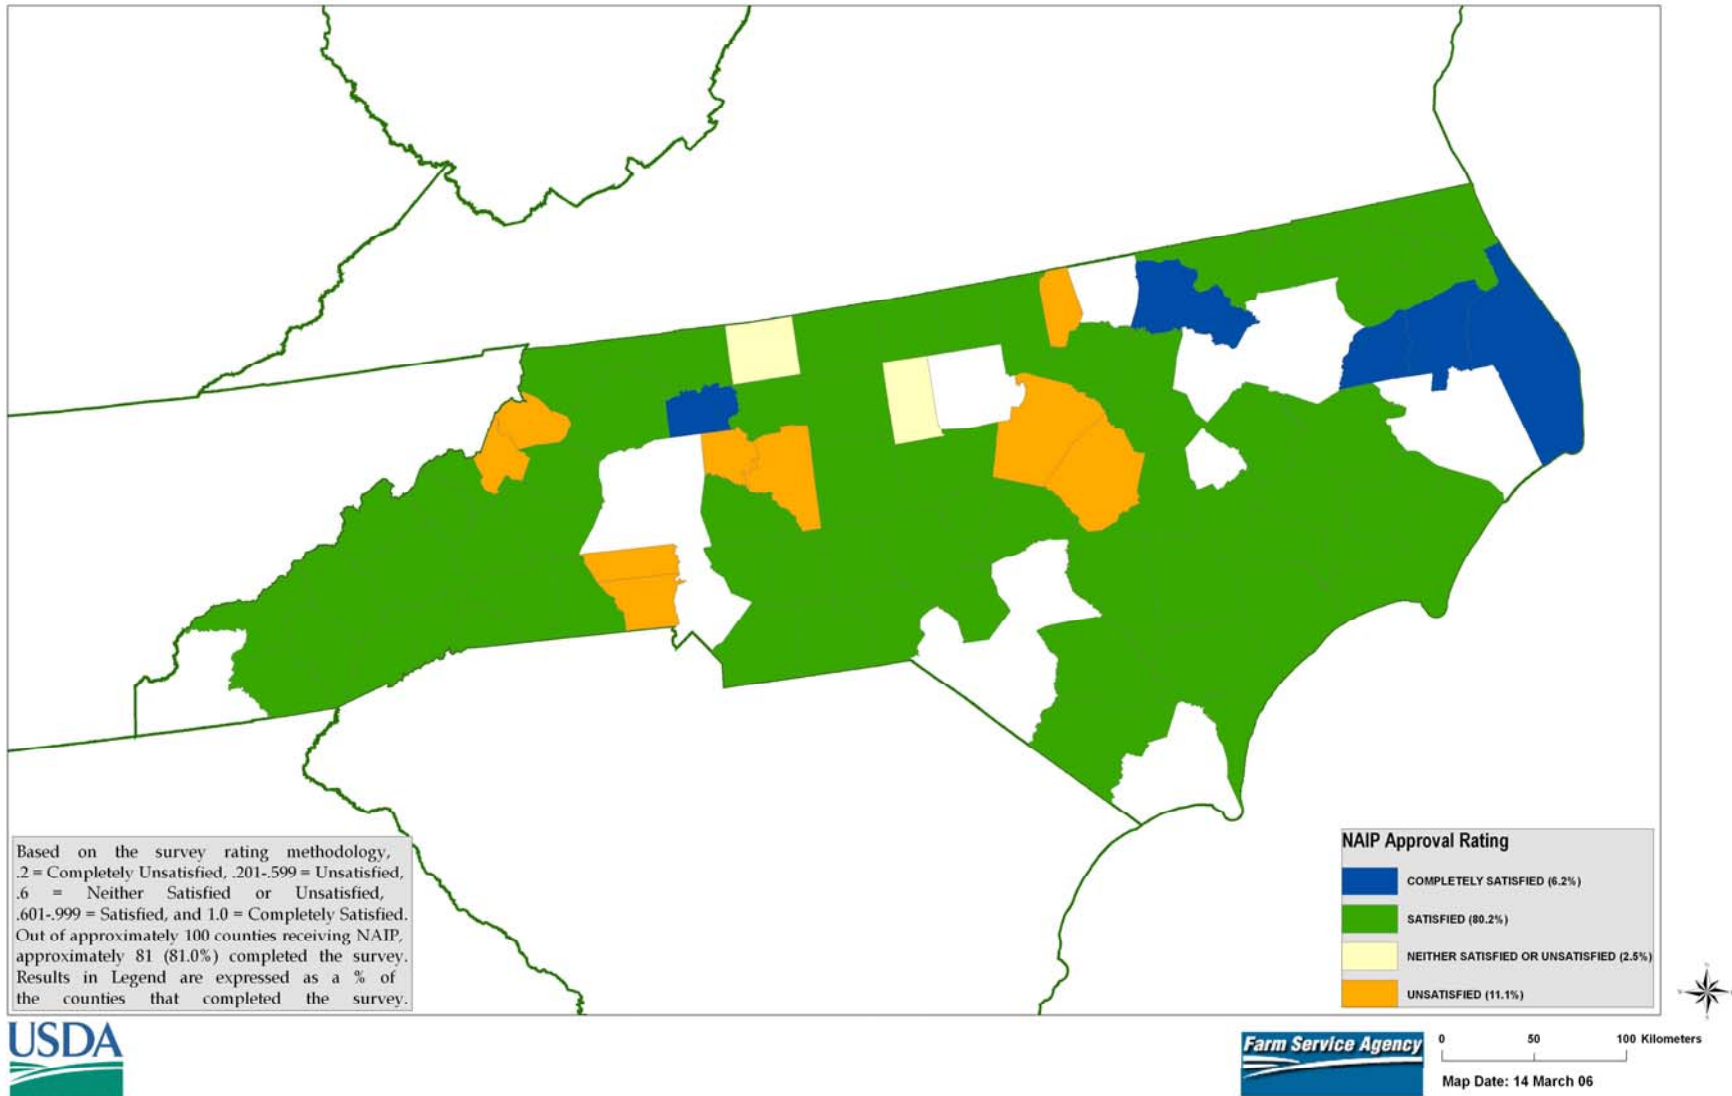 Based on the survey rating methodology,
.2 = Completely Unsatisfied, .201-.599 = Unsatisfied,
.6 = Neither Satisfied or Unsatisfied,
.601-.999 = Satisfied, and 1.0 = Completely Satisfied.
Out of approximately 100 counties receiving NAIP,
approximately 81 (81.0%) completed the survey.
Results in Legend are expressed as a % of
the counties that completed the survey.
NAIP Approval Rating
COMPLETELY SATISFIED (6.2%)
SATISFIED (80.2%)
NEITHER SATISFIED OR UNSATISFIED (2.5%)
UNSATISFIED (11.1%)
USDA
Farm Service Agency
0 50 100 Kilometers
Map Date: 14 March 06